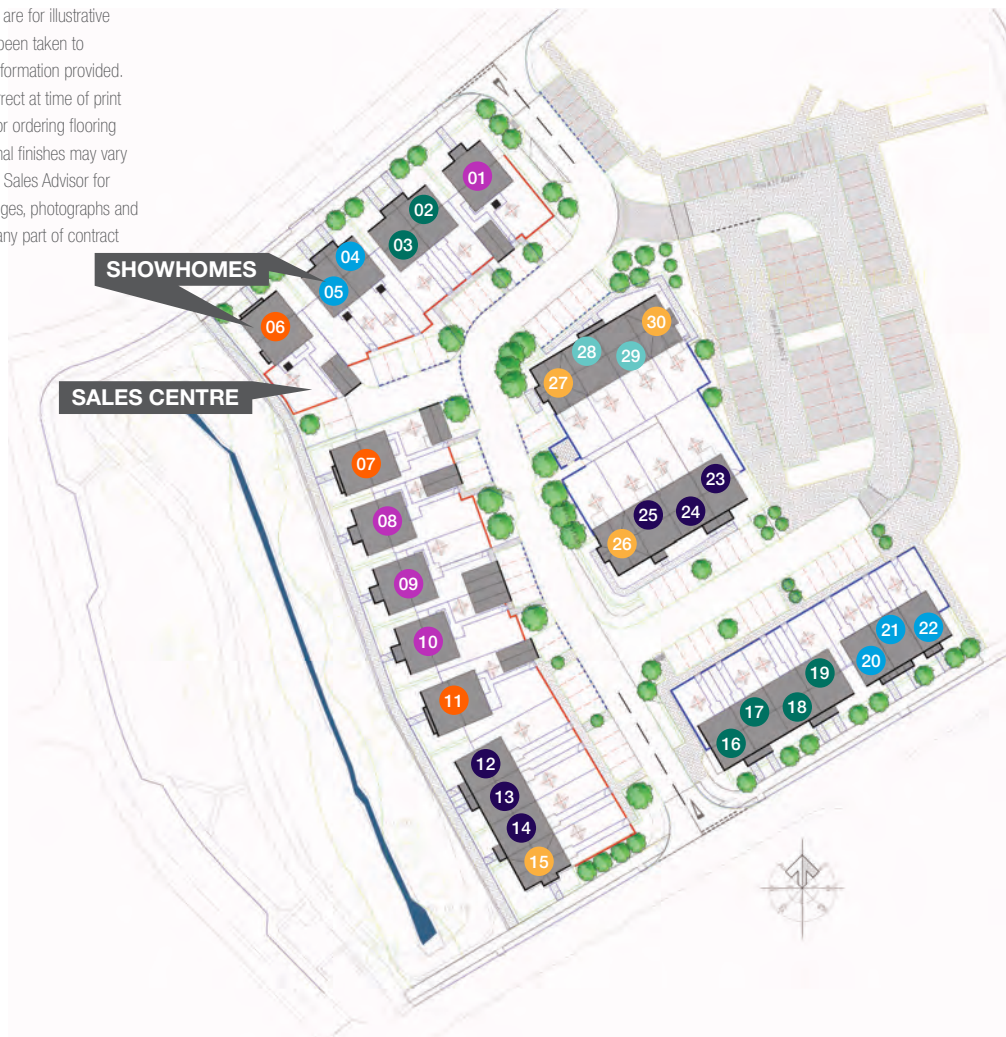 are for illustrative
been taken to
formation provided.
rrect at time of print
or ordering flooring
nal finishes may vary
Sales Advisor for
ges, photographs and
any part of contract
SHOWHOMES
SALES CENTRE
01
02
03
04
05
06
07
08
09
10
11
12
13
14
15
16
17
18
19
20
21
22
23
24
25
26
27
28
29
30